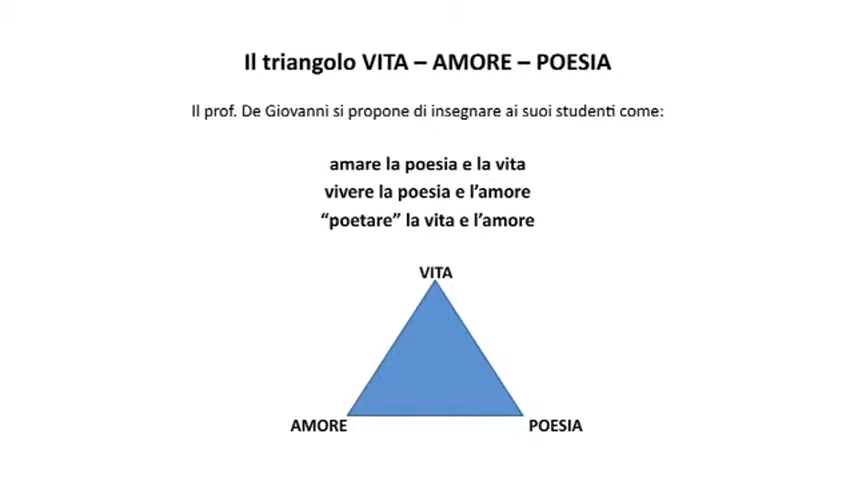 Il triangolo VITA – AMORE – POESIA
Il prof. De Giovanni si propone di insegnare ai suoi studenti come:
amare la poesia e la vita
vivere la poesia e l’amore
“poetare” la vita e l’amore
VITA
AMORE
POESIA